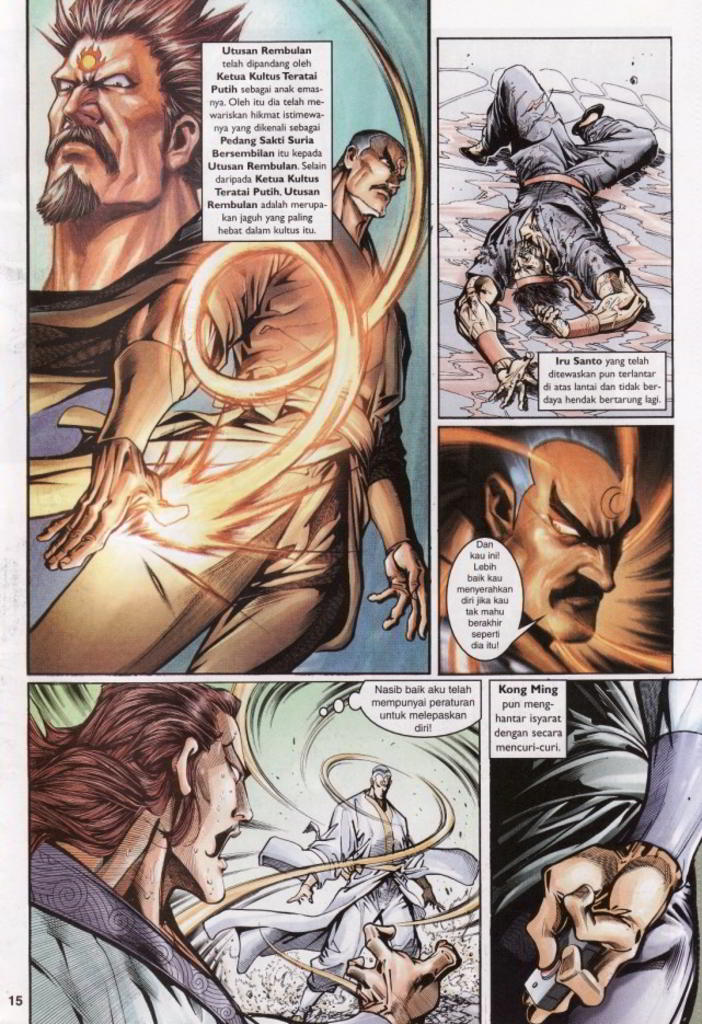 Utusan Rembulan
telah dipandang oleh
Ketua Kultus Teratai
Putih sebagai anak emas-
nya. Oleh itu dia telah me-
wariskan hikmat istimewa-
nya yang dikenali sebagai
Pedang Sakti Suria
Bersembilan itu kepada
Utusan Rembulan. Selain
daripada Ketua Kultus
Teratai Putih, Utusan
Rembulan adalah merupa-
kan jaguh yang paling
hebat dalam kultus itu.
Iru Santo yang telah
ditewaskan pun terlantar
di atas lantai dan tidak ber-
daya hendak bertarung lagi.
Dan
kau ini!
Lebih
baik kau
menyerahkan
diri jika kau
tak mahu
berakhir
seperti
dia itu!
Nasib baik aku telah
mempunyai peraturan
untuk melepaskan
diri!
Kong Ming
pun meng-
hantar isyarat
dengan secara
mencuri-curi.
15